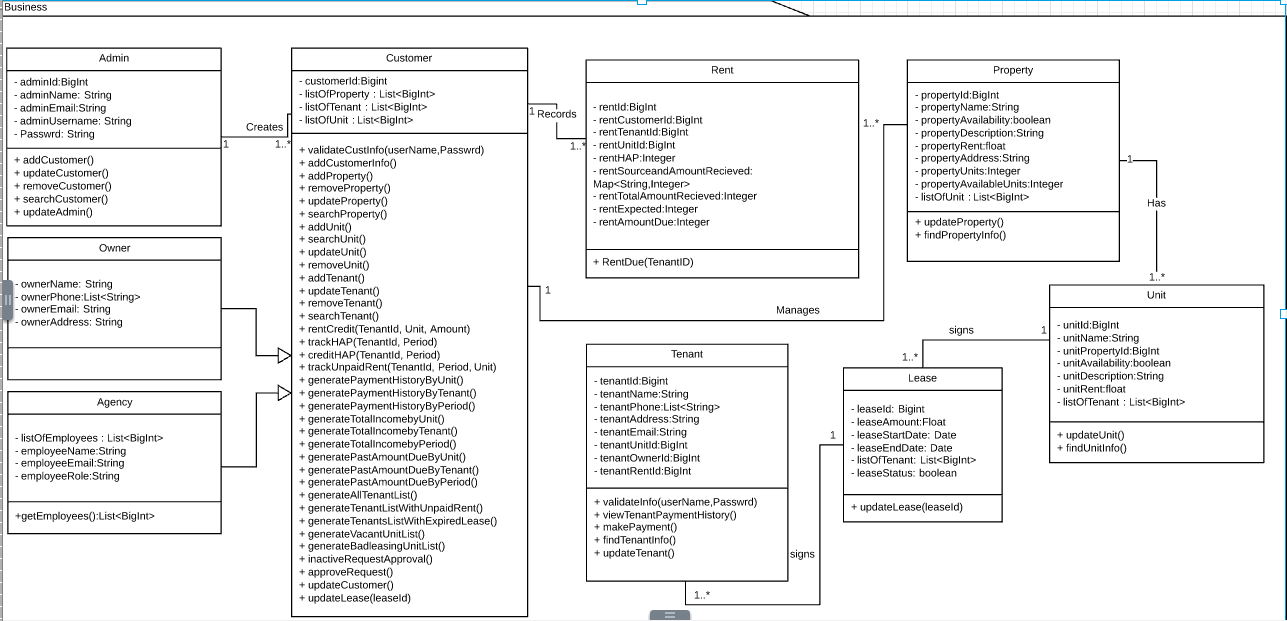 Business
Admin
- adminId:BigInt
- adminName: String
- adminEmail:String
- adminUsername: String
- Passwrd: String
+ addCustomer()
+ updateCustomer()
+ removeCustomer()
+ searchCustomer()
+ updateAdmin()
Creates
1
1..*
Owner
- ownerName: String
- ownerPhone:List<String>
- ownerEmail: String
- ownerAddress: String
Agency
- listOfEmployees : List<BigInt>
- employeeName:String
- employeeEmail:String
- employeeRole:String
+getEmployees():List<BigInt>
Customer
- customerId:Bigint
- listOfProperty : List<BigInt>
- listOfTenant : List<BigInt>
- listOfUnit : List<BigInt>
+ validateCustInfo(userName,Passwrd)
+ addCustomerInfo()
+ addProperty()
+ removeProperty()
+ updateProperty()
+ searchProperty()
+ addUnit()
+ searchUnit()
+ updateUnit()
+ removeUnit()
+ addTenant()
+ updateTenant()
+ removeTenant()
+ searchTenant()
+ rentCredit(TenantId, Unit, Amount)
+ trackHAP(TenantId, Period)
+ creditHAP(TenantId, Period)
+ trackUnpaidRent(TenantId, Period, Unit)
+ generatePaymentHistoryByUnit()
+ generatePaymentHistoryByTenant()
+ generatePaymentHistoryByPeriod()
+ generateTotalIncomebyUnit()
+ generateTotalIncomebyTenant()
+ generateTotalIncomebyPeriod()
+ generatePastAmountDueByUnit()
+ generatePastAmountDueByTenant()
+ generatePastAmountDueByPeriod()
+ generateAllTenantList()
+ generateTenantListWithUnpaidRent()
+ generateTenantsListWithExpiredLease()
+ generateVacantUnitList()
+ generateBadleasingUnitList()
+ inactiveRequestApproval()
+ approveRequest()
+ updateCustomer()
+ updateLease(leaseId)
1
Records
1..*
Rent
- rentId:BigInt
- rentCustomerId:BigInt
- rentTenantId:BigInt
- rentUnitId:BigInt
- rentHAP:Integer
- rentSourceandAmountRecieved:
Map<String,Integer>
- rentTotalAmountRecieved:Integer
- rentExpected:Integer
- rentAmountDue:Integer
+ RentDue(TenantID)
1
Manages
1..*
Property
- propertyId:BigInt
- propertyName:String
- propertyAvailability:boolean
- propertyDescription:String
- propertyRent:float
- propertyAddress:String
- propertyUnits:Integer
- propertyAvailableUnits:Integer
- listOfUnit : List<BigInt>
+ updateProperty()
+ findPropertyInfo()
1
Has
1..*
Unit
- unitId:BigInt
- unitName:String
- unitPropertyId:BigInt
- unitAvailability:boolean
- unitDescription:String
- unitRent:float
- listOfTenant : List<BigInt>
+ updateUnit()
+ findUnitInfo()
signs
1
1..*
Tenant
- tenantId:Bigint
- tenantName:String
- tenantPhone:List<String>
- tenantAddress:String
- tenantEmail:String
- tenantUnitId:BigInt
- tenantOwnerId:BigInt
- tenantRentId:BigInt
+ validateInfo(userName,Passwrd)
+ viewTenantPaymentHistory()
+ makePayment()
+ findTenantInfo()
+ updateTenant()
Lease
- leaseId: Bigint
- leaseAmount:Float
- leaseStartDate: Date
- leaseEndDate: Date
- listOfTenant: List<BigInt>
- leaseStatus: boolean
+ updateLease(leaseId)
1
signs
1..*